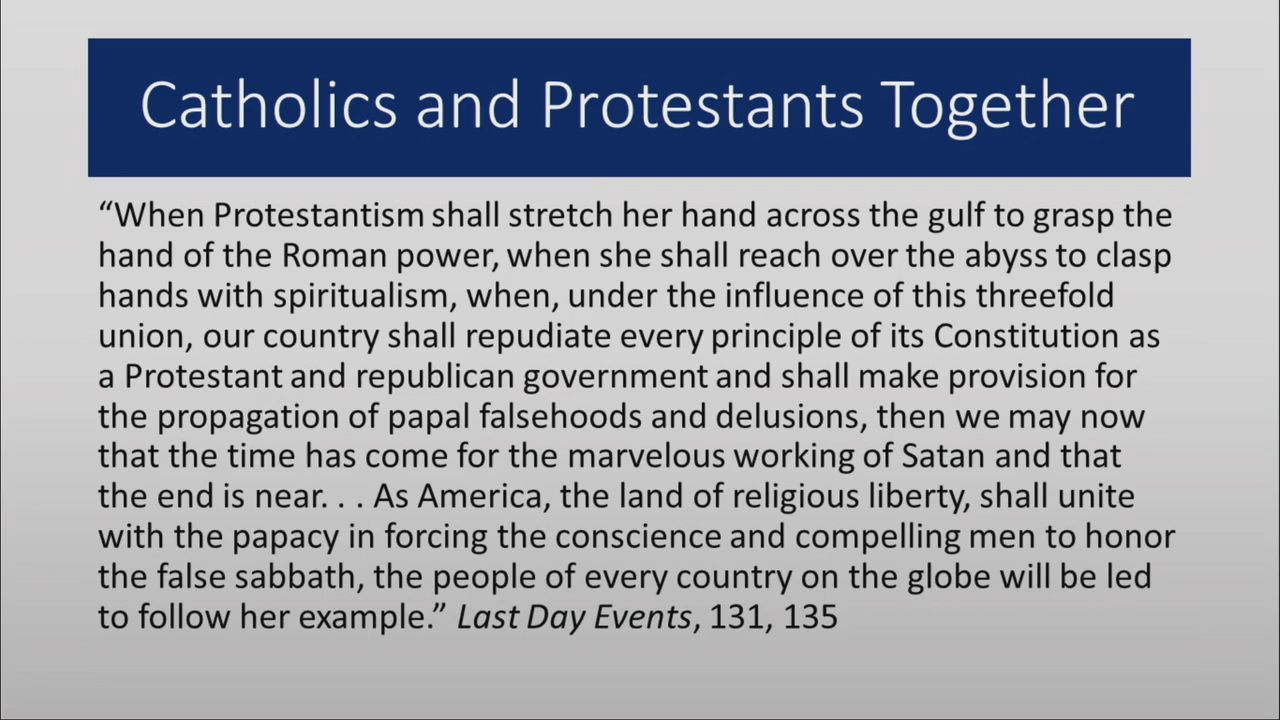 Catholics and Protestants Together
“When Protestantism shall stretch her hand across the gulf to grasp the
hand of the Roman power, when she shall reach over the abyss to clasp
hands with spiritualism, when, under the influence of this threefold
union, our country shall repudiate every principle of its Constitution as
a Protestant and republican government and shall make provision for
the propagation of papal falsehoods and delusions, then we may now
that the time has come for the marvelous working of Satan and that
the end is near. . . As America, the land of religious liberty, shall unite
with the papacy in forcing the conscience and compelling men to honor
the false sabbath, the people of every country on the globe will be led
to follow her example.” Last Day Events, 131, 135